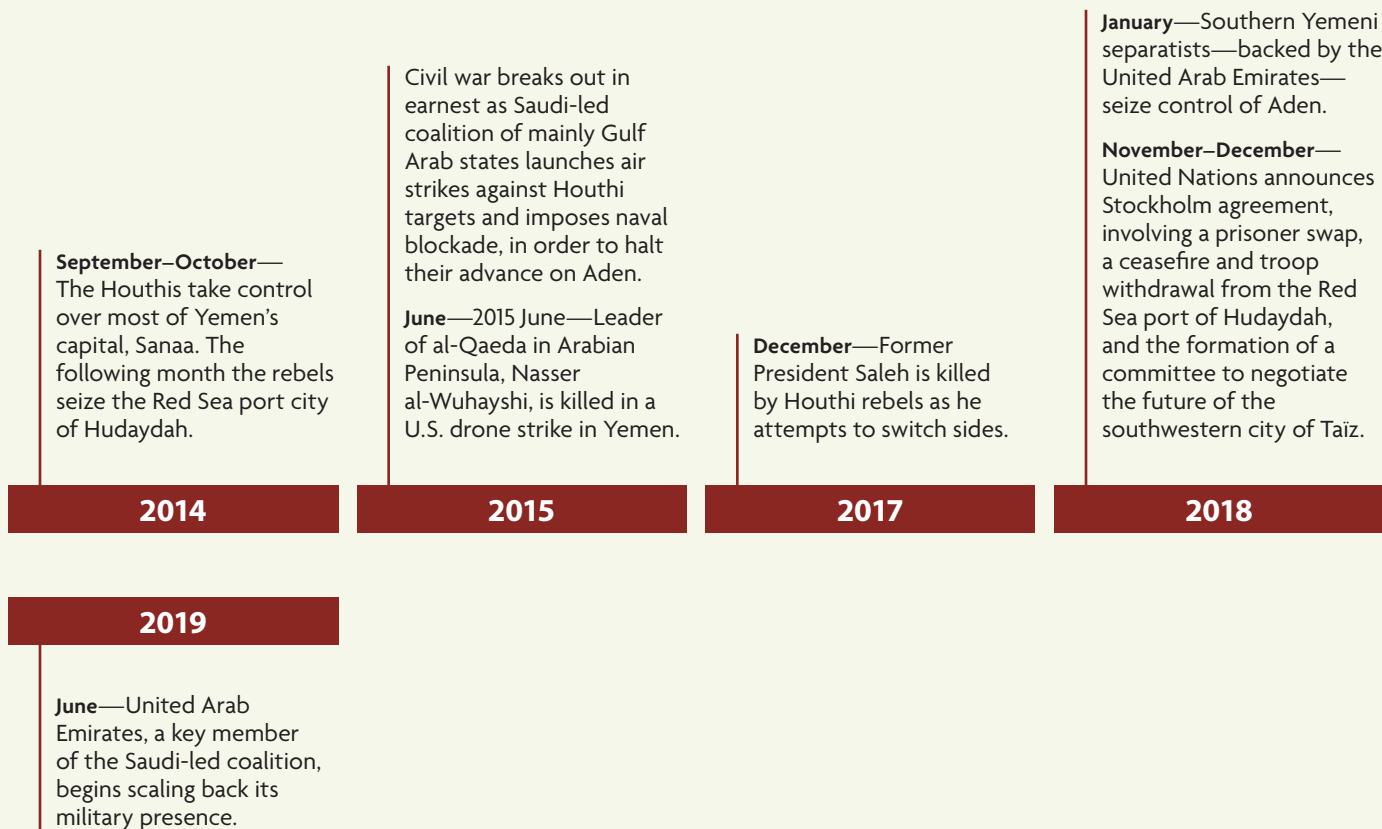 September–October—
The Houthis take control
over most of Yemen's
capital, Sanaa. The
following month the rebels
seize the Red Sea port city
of Hudaydah.
2014
Civil war breaks out in
earnest as Saudi-led
coalition of mainly Gulf
Arab states launches air
strikes against Houthi
targets and imposes naval
blockade, in order to halt
their advance on Aden.
June—2015 June—Leader
of al-Qaeda in Arabian
Peninsula, Nasser
al-Wuhayshi, is killed in a
U.S. drone strike in Yemen.
2015
December—Former
President Saleh is killed
by Houthi rebels as he
attempts to switch sides.
2017
January—Southern Yemeni
separatists—backed by the
United Arab Emirates—
seize control of Aden.
November–December—
United Nations announces
Stockholm agreement,
involving a prisoner swap,
a ceasefire and troop
withdrawal from the Red
Sea port of Hudaydah,
and the formation of a
committee to negotiate
the future of the
southwestern city of Taïz.
2018
2019
June—United Arab
Emirates, a key member
of the Saudi-led coalition,
begins scaling back its
military presence.